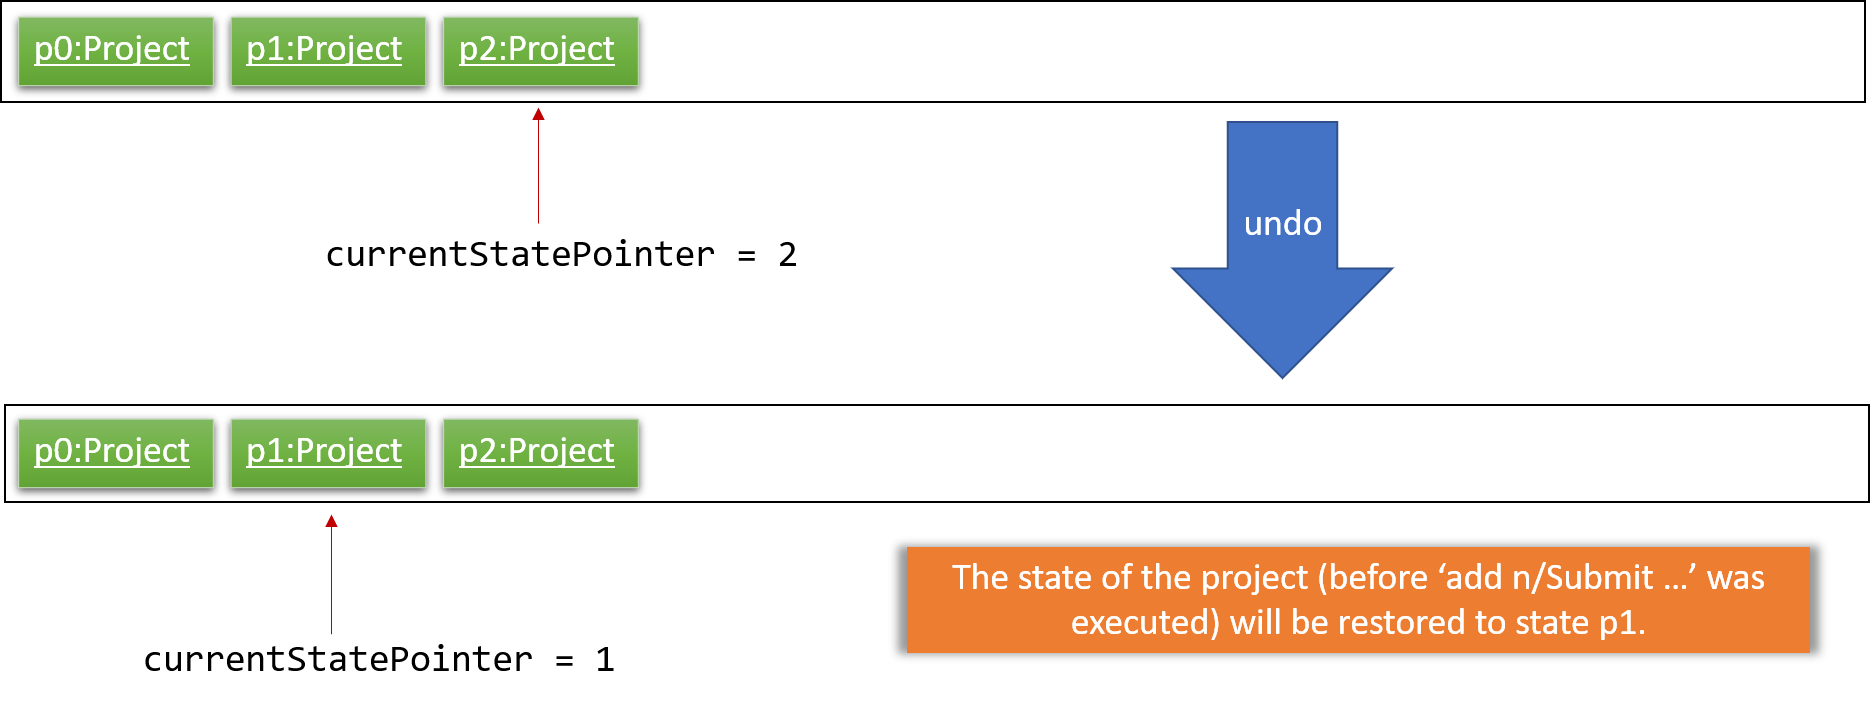 p0:Project p1:Project p2:Project
currentStatePointer = 2
undo
p0:Project p1:Project p2:Project
currentStatePointer = 1
The state of the project (before ‘add n/Submit …’ was
executed) will be restored to state p1.